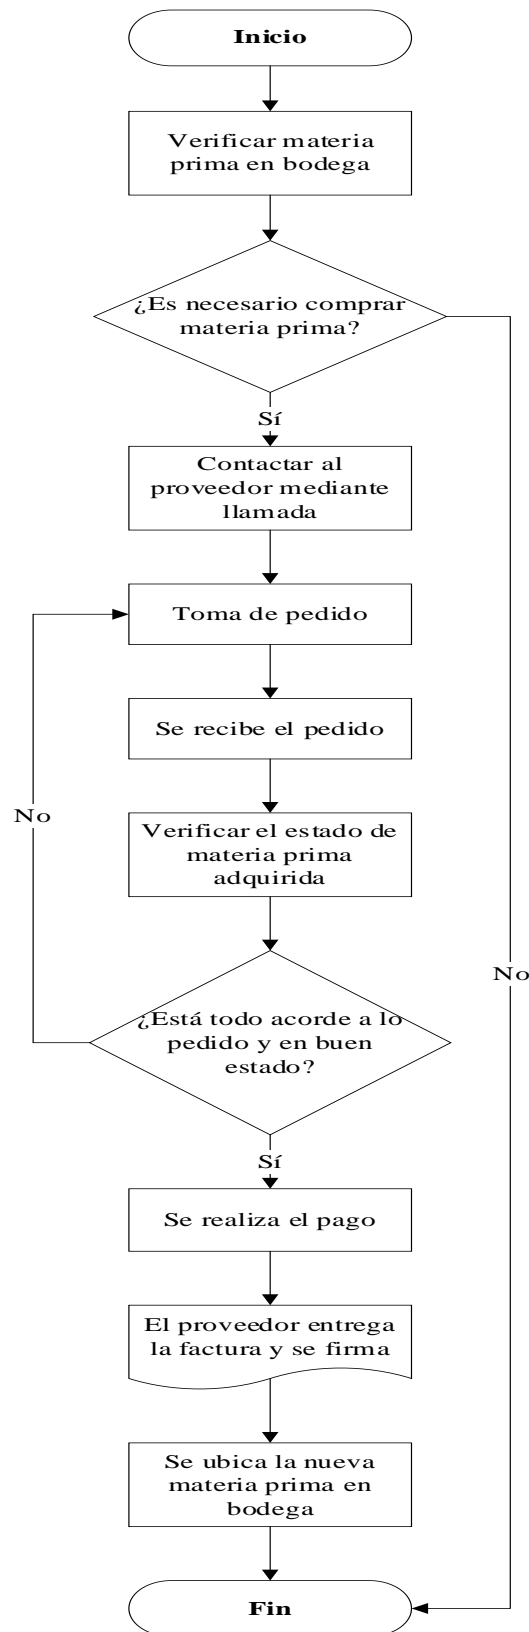 Inicio
Verificar materia
prima en bodega
¿Es necesario comprar
materia prima?
Sí
Contactar al
proveedor mediante
llamada
Toma de pedido
Se recibe el pedido
No
Verificar el estado de
materia prima
adquirida
No
¿Está todo acorde a lo
pedido y en buen
estado?
Sí
Se realiza el pago
El proveedor entrega
la factura y se firma
Se ubica la nueva
materia prima en
bodega
Fin